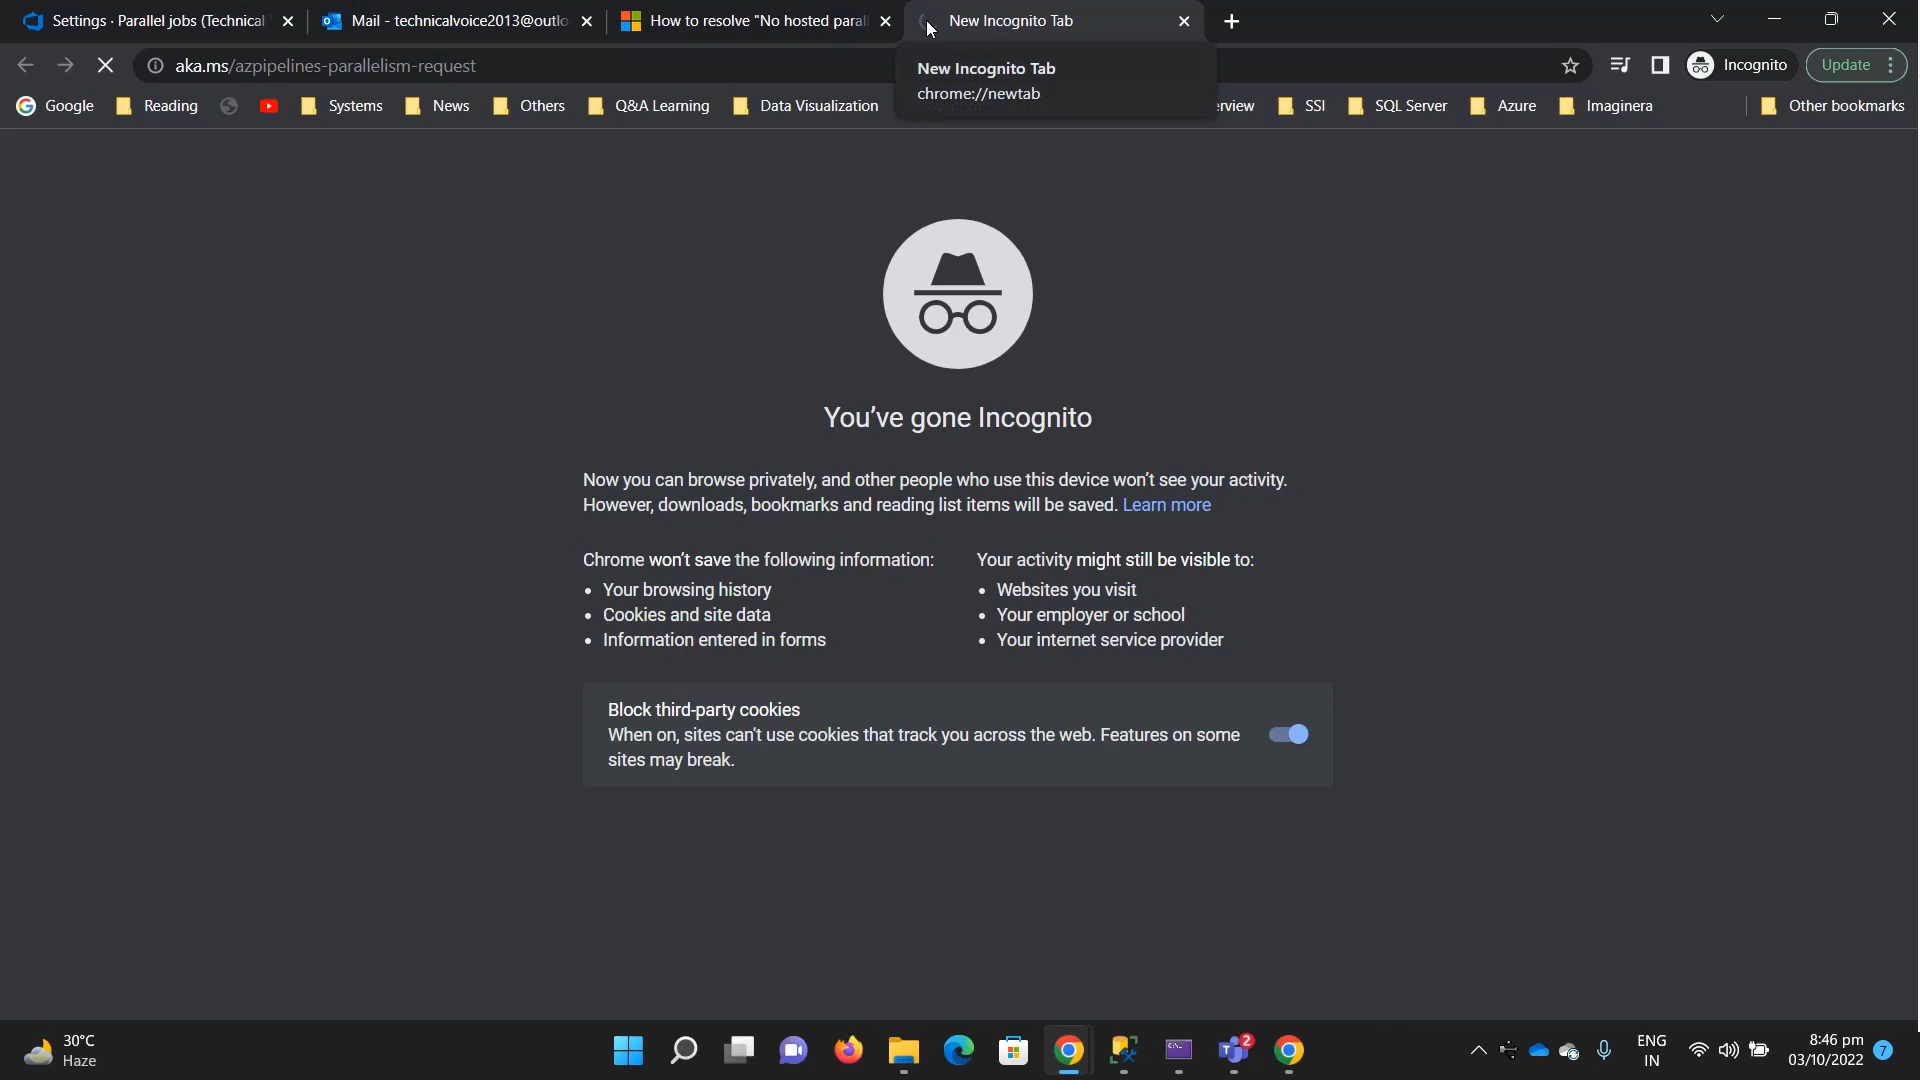 Settings · Parallel jobs (Technical
Mail - technicalvoice2013@outlo
How to resolve "No hosted paral
New Incognito Tab
aka.ms/azpipelines-parallelism-request
New Incognito Tab
chrome://newtab
Incognito
Update
Google
Reading
Systems
News
Others
Q&A Learning
Data Visualization
erview
SSI
SQL Server
Azure
Imaginera
Other bookmarks
You've gone Incognito
Now you can browse privately, and other people who use this device won't see your activity.
However, downloads, bookmarks and reading list items will be saved. Learn more
Chrome won't save the following information:
Your browsing history
Cookies and site data
Information entered in forms
Your activity might still be visible to:
Websites you visit
Your employer or school
Your internet service provider
Block third-party cookies
When on, sites can't use cookies that track you across the web. Features on some
sites may break.
30°C
Haze
2
ENG
IN
8:46 pm
03/10/2022
7